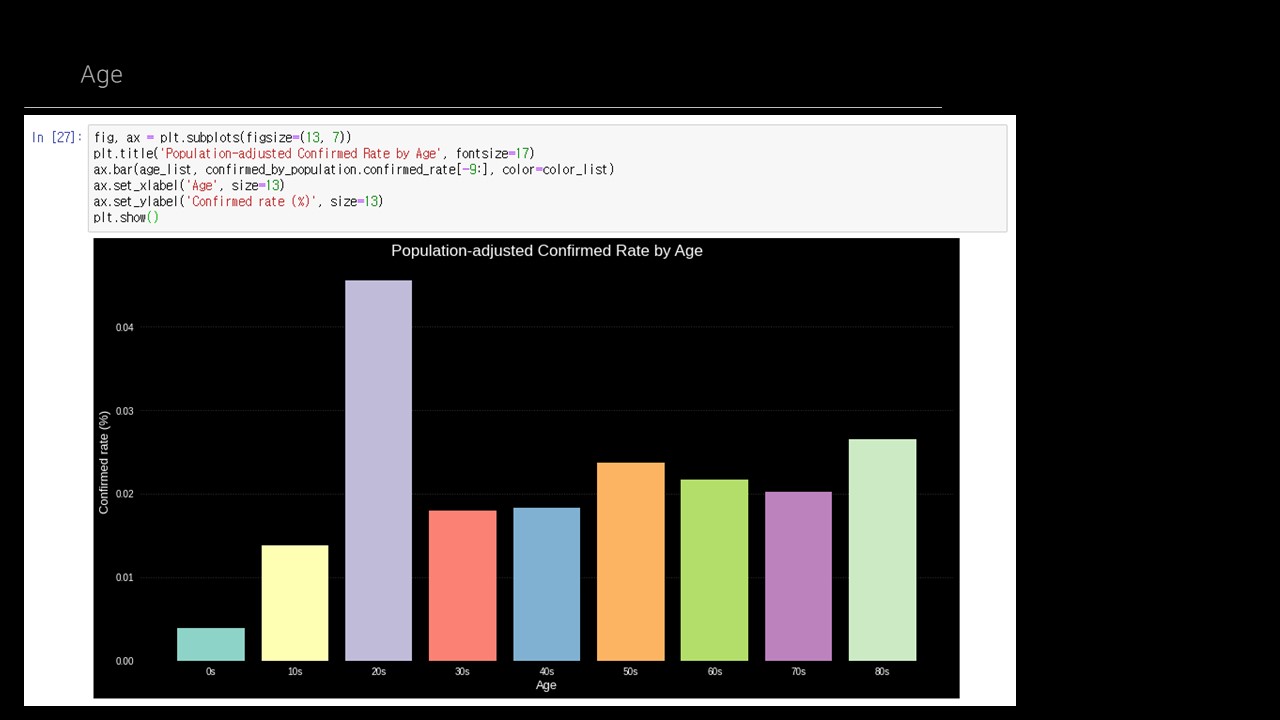 Age
In [27]:
fig, ax = plt.subplots(figsize=(13, 7))
plt.title('Population-adjusted Confirmed Rate by Age', fontsize=17)
ax.bar(age_list, confirmed_by_population.confirmed_rate[-9:], color=color_list)
ax.set_xlabel('Age', size=13)
ax.set_ylabel('Confirmed rate (%)', size=13)
plt.show()
Population-adjusted Confirmed Rate by Age
Confirmed rate (%)
0.04
0.03
0.02
0.01
0.00
0s 10s 20s 30s 40s 50s 60s 70s 80s
Age